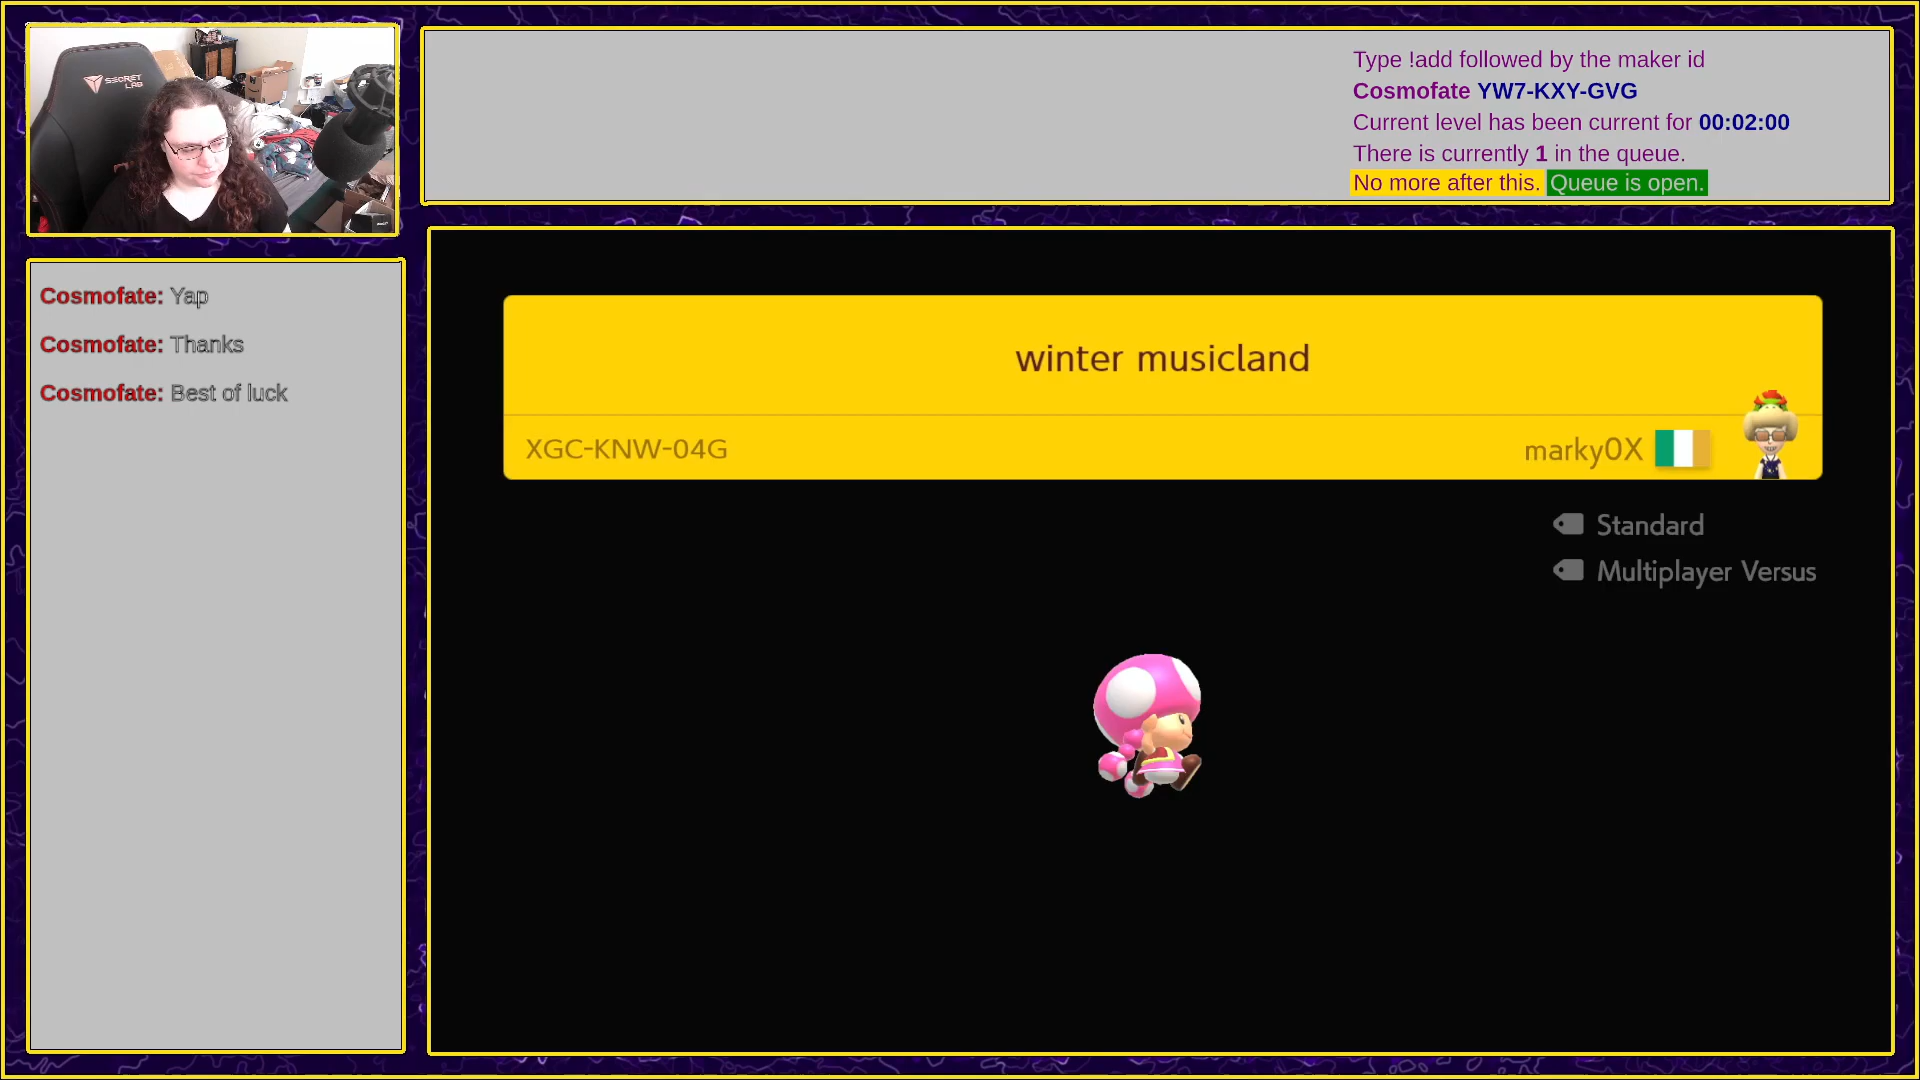 SECRET
LAB
Type !add followed by the maker id
Cosmofate YW7-KXY-GVG
Current level has been current for 00:02:00
There is currently 1 in the queue.
No more after this. Queue is open.
Cosmofate: Yap
Cosmofate: Thanks
Cosmofate: Best of luck
winter musicland
XGC-KNW-04G
marky0X
Standard
Multiplayer Versus